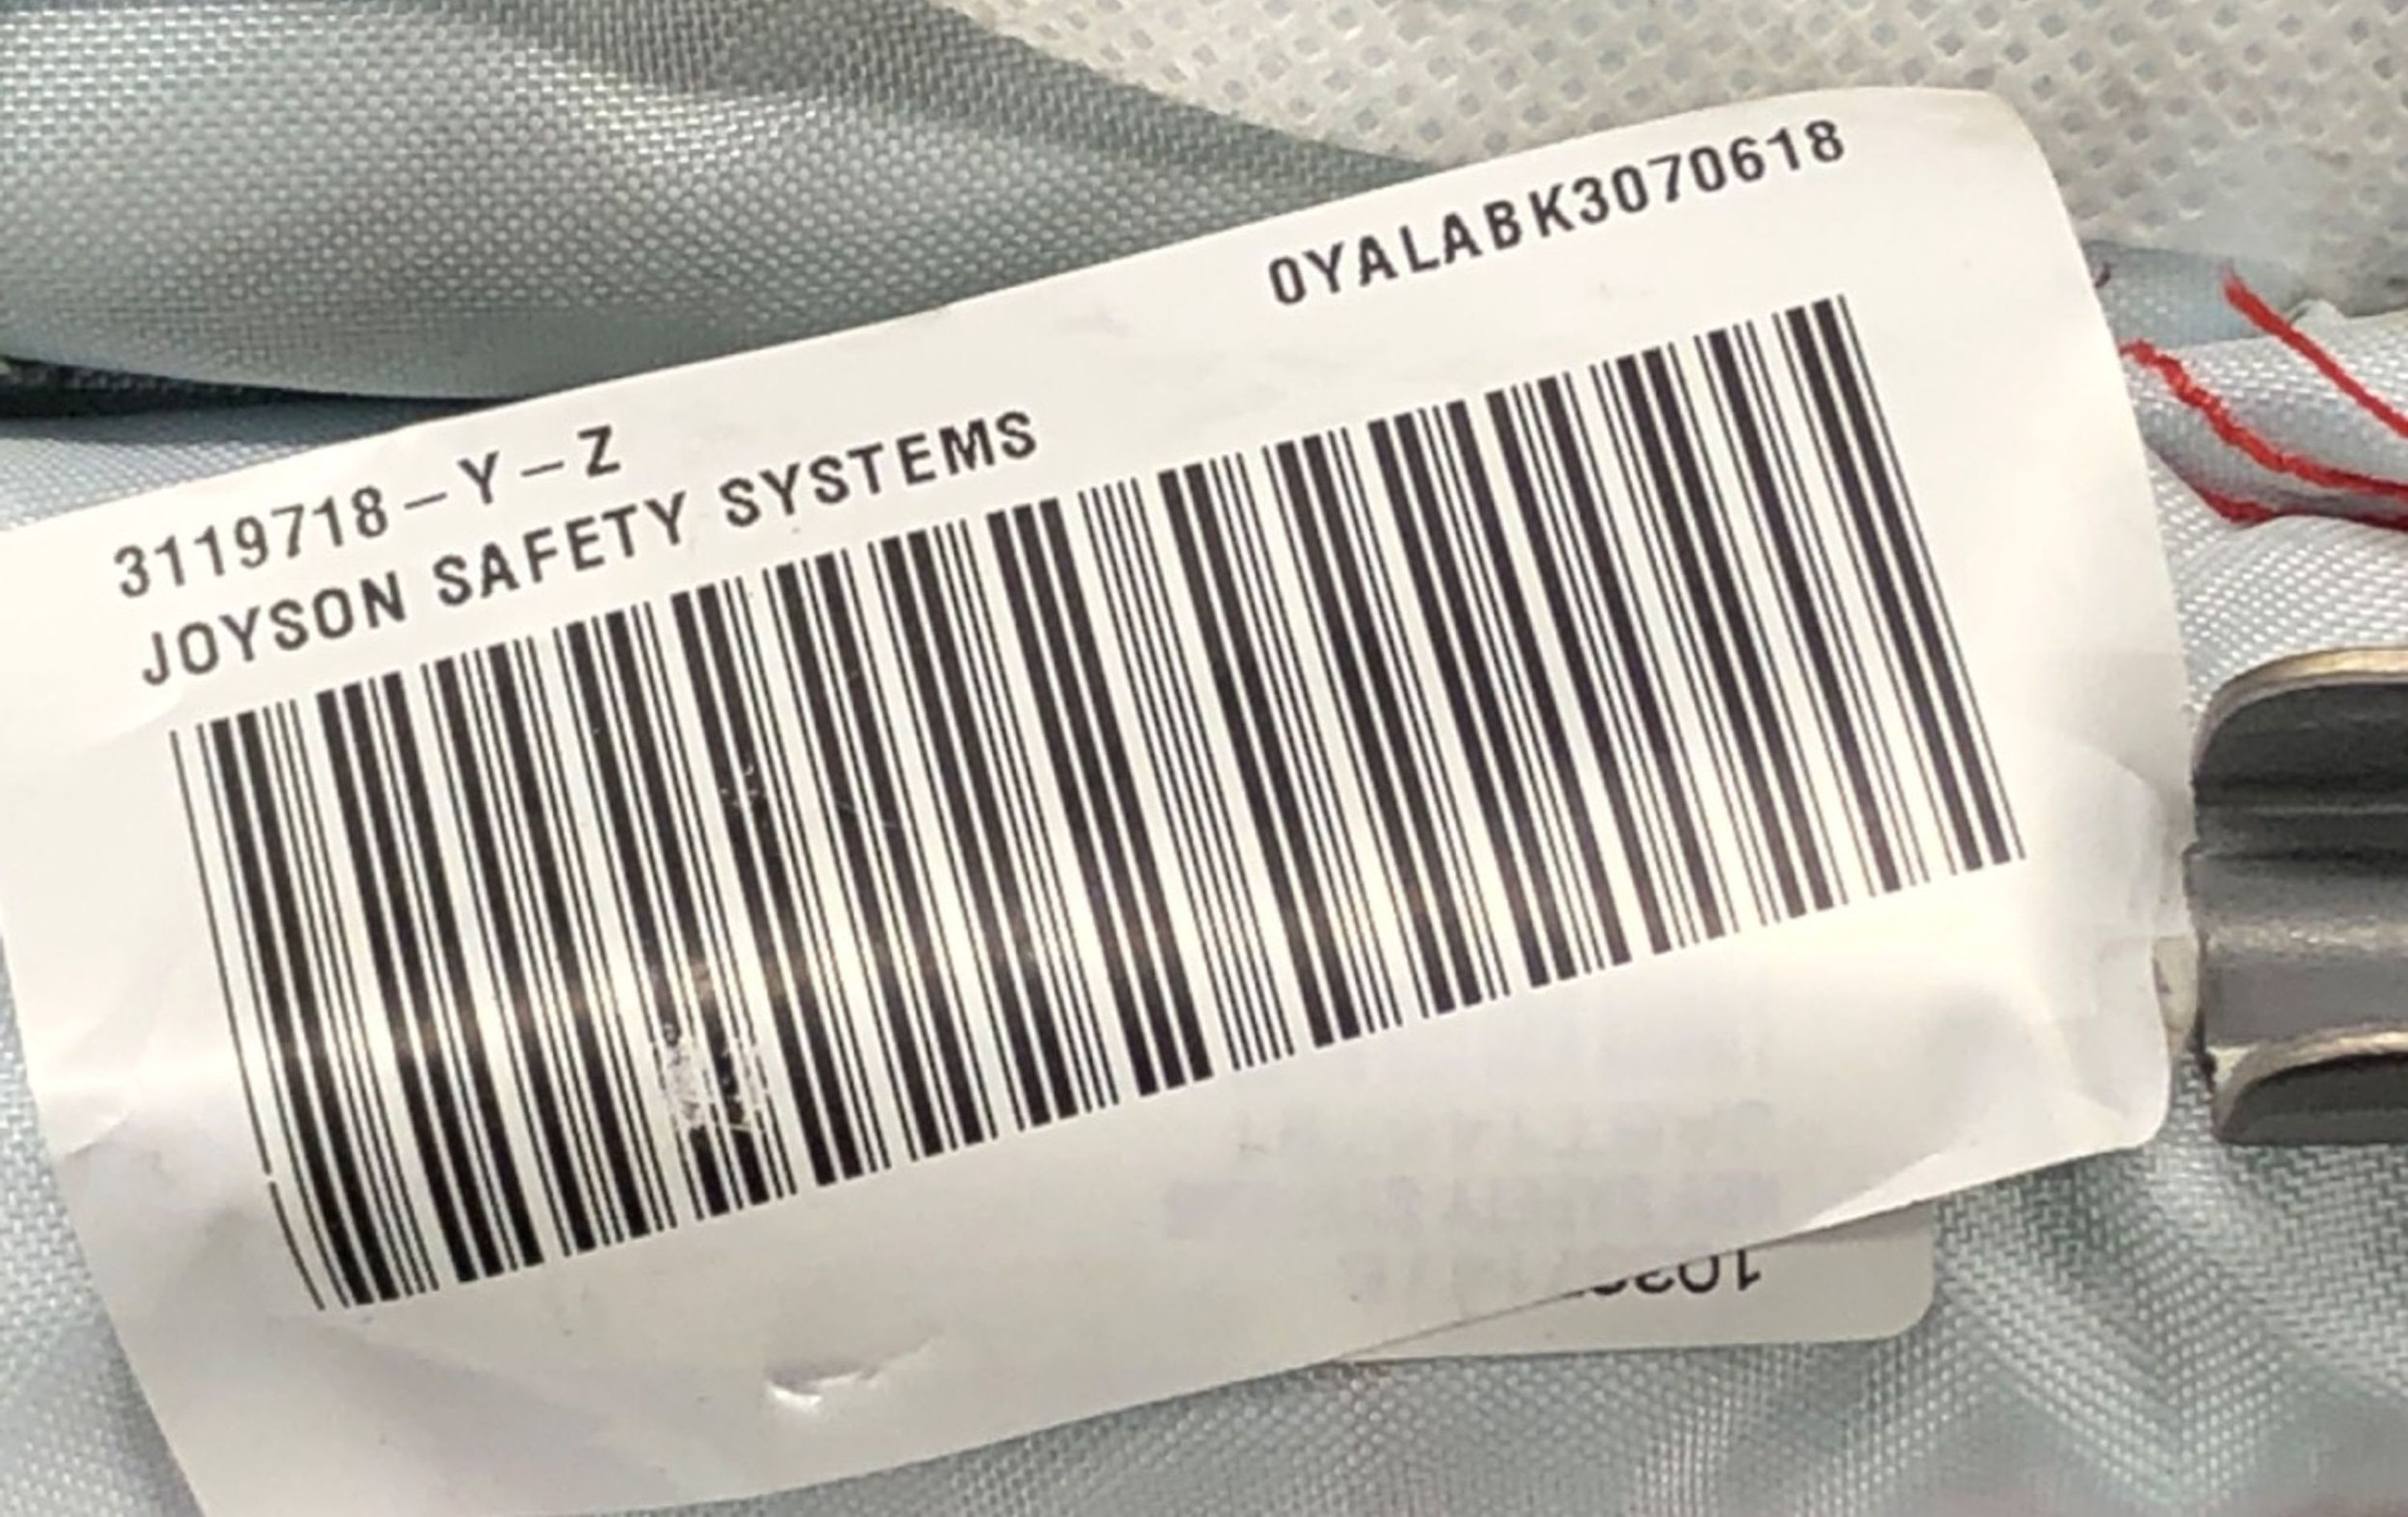 0YALABK3070618
3119718-Y-Z
JOYSON SAFETY SYSTEMS